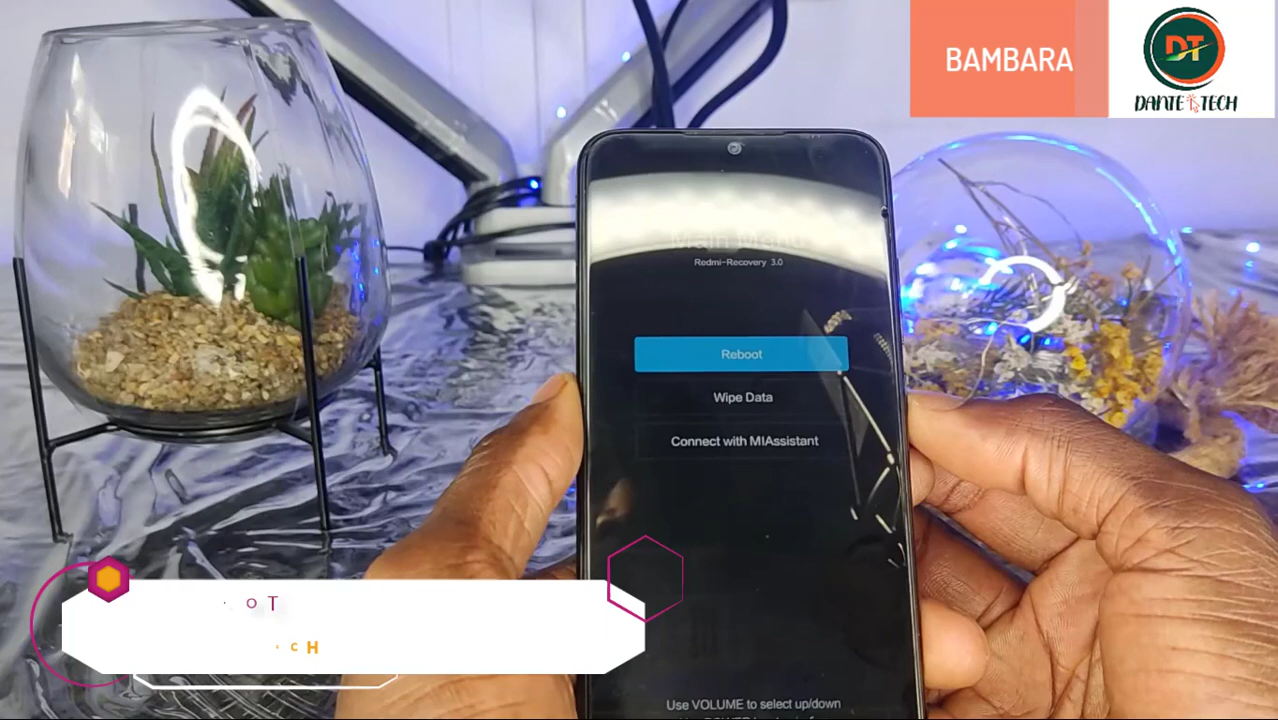 BAMBARA
DT
DANTE TECH
Main Menu
Redmi-Recovery 3.0
Reboot
Wipe Data
Connect with MIAssistant
O T
C H
Use VOLUME to select up/down